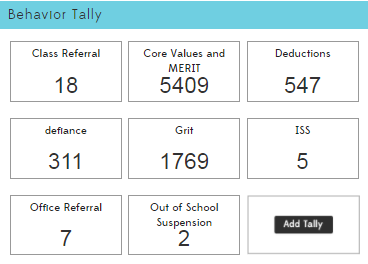 Behavior Tally
Class Referral
18
Core Values and
MERIT
5409
Deductions
547
defiance
311
Grit
1769
ISS
5
Office Referral
7
Out of School
Suspension
2
Add Tally